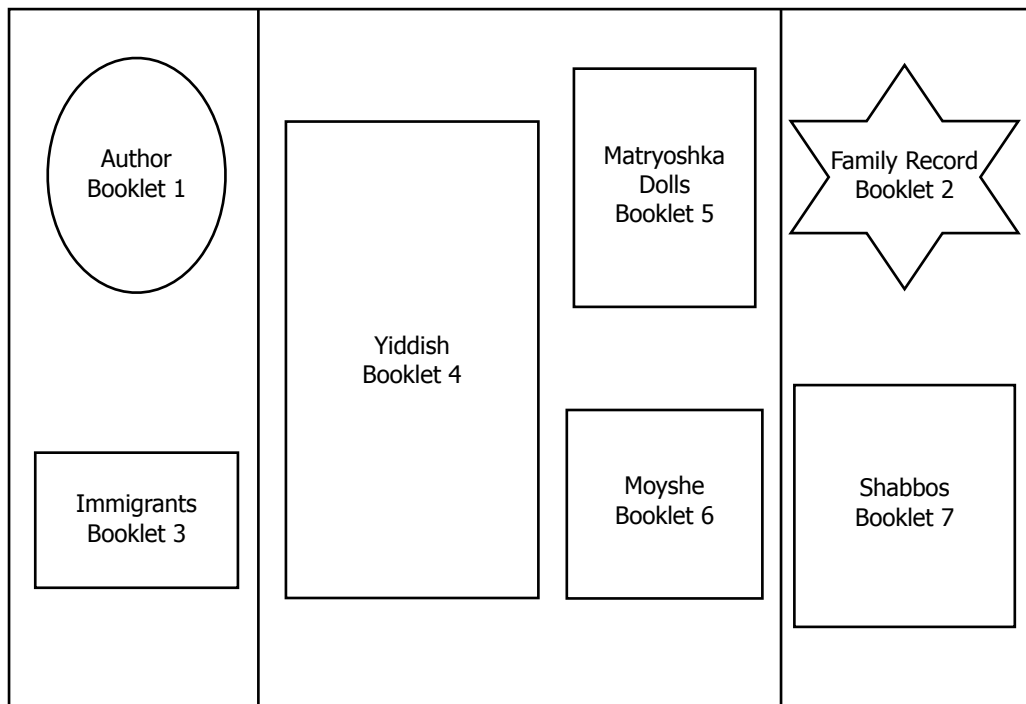 Author
Booklet 1
Immigrants
Booklet 3
Yiddish
Booklet 4
Matryoshka
Dolls
Booklet 5
Moyshe
Booklet 6
Family Record
Booklet 2
Shabbos
Booklet 7